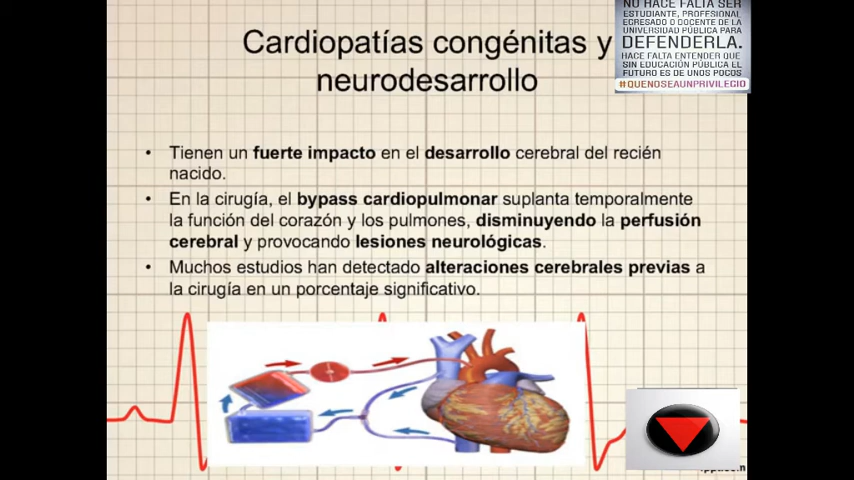 NO HACE FALTA SER
ESTUDIANTE, PROFESIONAL
EGRESADO O DOCENTE DE LA
UNIVERSIDAD PÚBLICA PARA
DEFENDERLA.
HACE FALTA ENTENDER QUE
SIN EDUCACIÓN PÚBLICA EL
FUTURO ES DE UNOS POCOS
#QUENOSEAUNPRIVILEGIO
Cardiopatías congénitas y
neurodesarrollo
• Tienen un fuerte impacto en el desarrollo cerebral del recién
nacido.
• En la cirugía, el bypass cardiopulmonar suplanta temporalmente
la función del corazón y los pulmones, disminuyendo la perfusión
cerebral y provocando lesiones neurológicas.
• Muchos estudios han detectado alteraciones cerebrales previas a
la cirugía en un porcentaje significativo.